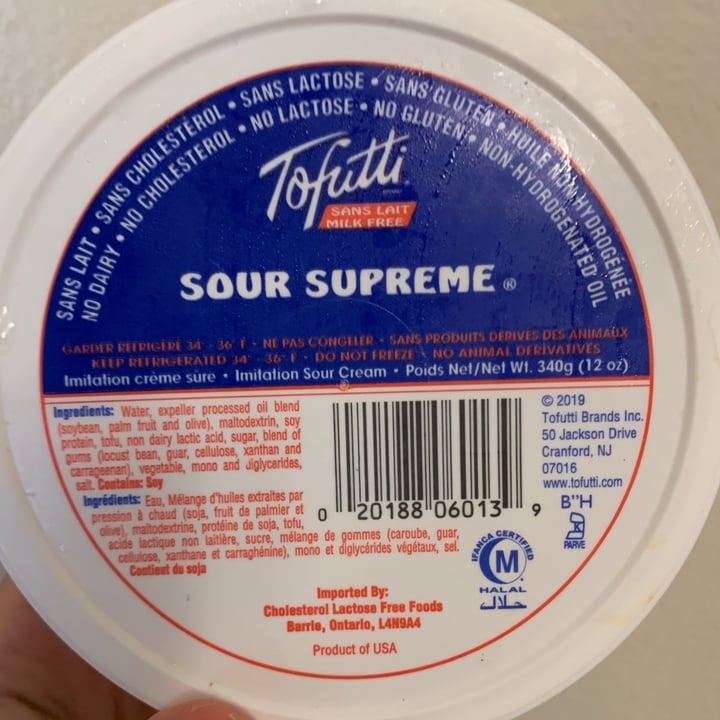 SANS LAIT • SANS CHOLESTÉROL • SANS LACTOSE • SANS GLUTEN • HUILE NON-HYDROGÉNÉE
NO DAIRY • NO CHOLESTEROL • NO LACTOSE • NO GLUTEN • NON-HYDROGENATED OIL
Tofutti
SANS LAIT
MILK FREE
SOUR SUPREME ®
GARDER REFRIGÉRÉ 34° - 36° F • NE PAS CONGELER • SANS PRODUITS DÉRIVÉS DES ANIMAUX
KEEP REFRIGERATED 34° - 36° F • DO NOT FREEZE • NO ANIMAL DERIVATIVES
Imitation crème sure • Imitation Sour Cream • Poids Net/Net Wt. 340g (12 oz)
Ingredients: Water, expeller processed oil blend
(soybean, palm fruit and olive), maltodextrin, soy
protein, tofu, non dairy lactic acid, sugar, blend of
gums (locust bean, guar, cellulose, xanthan and
carrageenan), vegetable, mono and diglycerides,
salt. Contains: Soy
Ingrédients: Eau, Mélange d'huiles extraites par
pression à chaud (soja, fruit de palmier et
olive), maltodextrine, protéine de soja, tofu,
acide lactique non laitière, sucre, mélange de gommes (caroube, guar,
cellulose, xanthane et carraghénine), mono et diglycérides végétaux, sel.
Contient du soja
0 20188 06013 9
© 2019
Tofutti Brands Inc.
50 Jackson Drive
Cranford, NJ
07016
www.tofutti.com
B"H
K
PARVE
IFANCA CERTIFIED
M
HALAL
حلال
Imported By:
Cholesterol Lactose Free Foods
Barrie, Ontario, L4N9A4
Product of USA